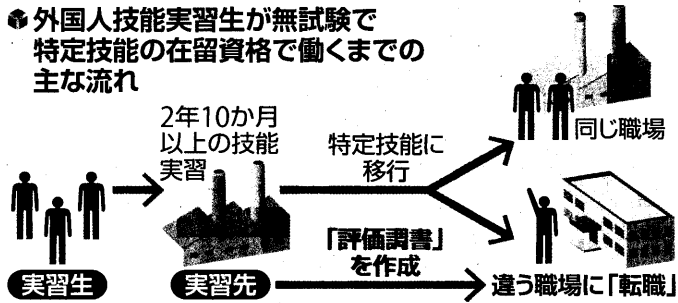 外国人技能実習生が無試験で
特定技能の在留資格で働くまでの
主な流れ
2年10か月
以上の技能
実習
特定技能に
移行
同じ職場
「評価調書」
を作成
実習生
実習先
違う職場に「転職」